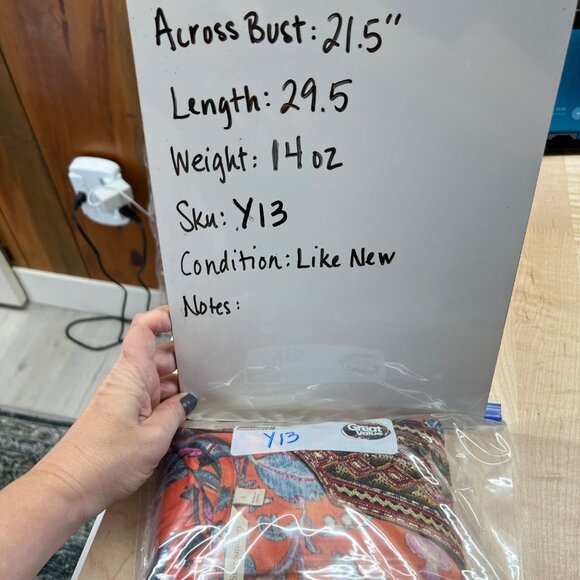 Across Bust: 21.5"
Length: 29.5
Weight: 14 oz
Sku: Y13
Condition: Like New
Notes:
Y13
Great
Value